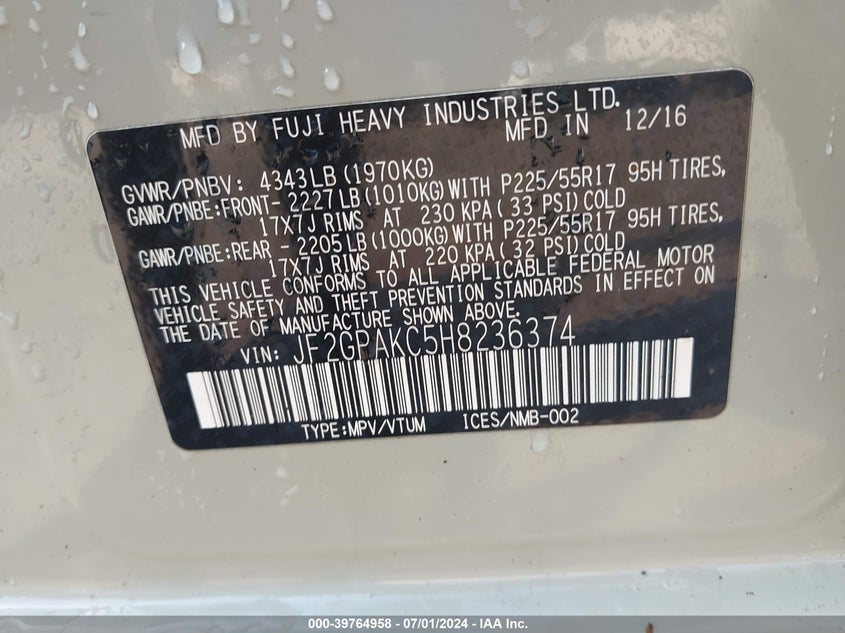 MFD BY FUJI HEAVY INDUSTRIES LTD.
MFD IN 12/16
GVWR/PNBV: 4343LB (1970KG)
GAWR/PNBE:FRONT- 2227 LB (1010KG) WITH P225/55R17 95H TIRES,
17X7J RIMS AT 230 KPA (33 PSI) COLD
GAWR/PNBE:REAR - 2205 LB (1000KG) WITH P225/55R17 95H TIRES,
17X7J RIMS AT 220 KPA (32 PSI) COLD
THIS VEHICLE CONFORMS TO ALL APPLICABLE FEDERAL MOTOR
VEHICLE SAFETY AND THEFT PREVENTION STANDARDS IN EFFECT ON
THE DATE OF MANUFACTURE SHOWN ABOVE.
VIN: JF2GPAKC5H8236374
TYPE:MPV/VTUM ICES/NMB-002
000-39764958 - 07/01/2024 - IAA Inc.